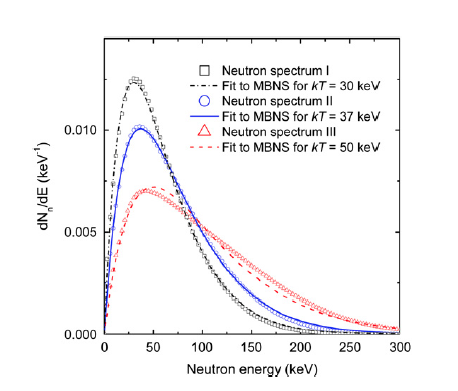 Neutron spectrum I
Fit to MBNS for kT = 30 keV
Neutron spectrum II
Fit to MBNS for kT = 37 keV
Neutron spectrum III
Fit to MBNS for kT = 50 keV
dNn/dE (keV-1)
0.010
0.005
0.000
0 50 100 150 200 250 300
Neutron energy (keV)